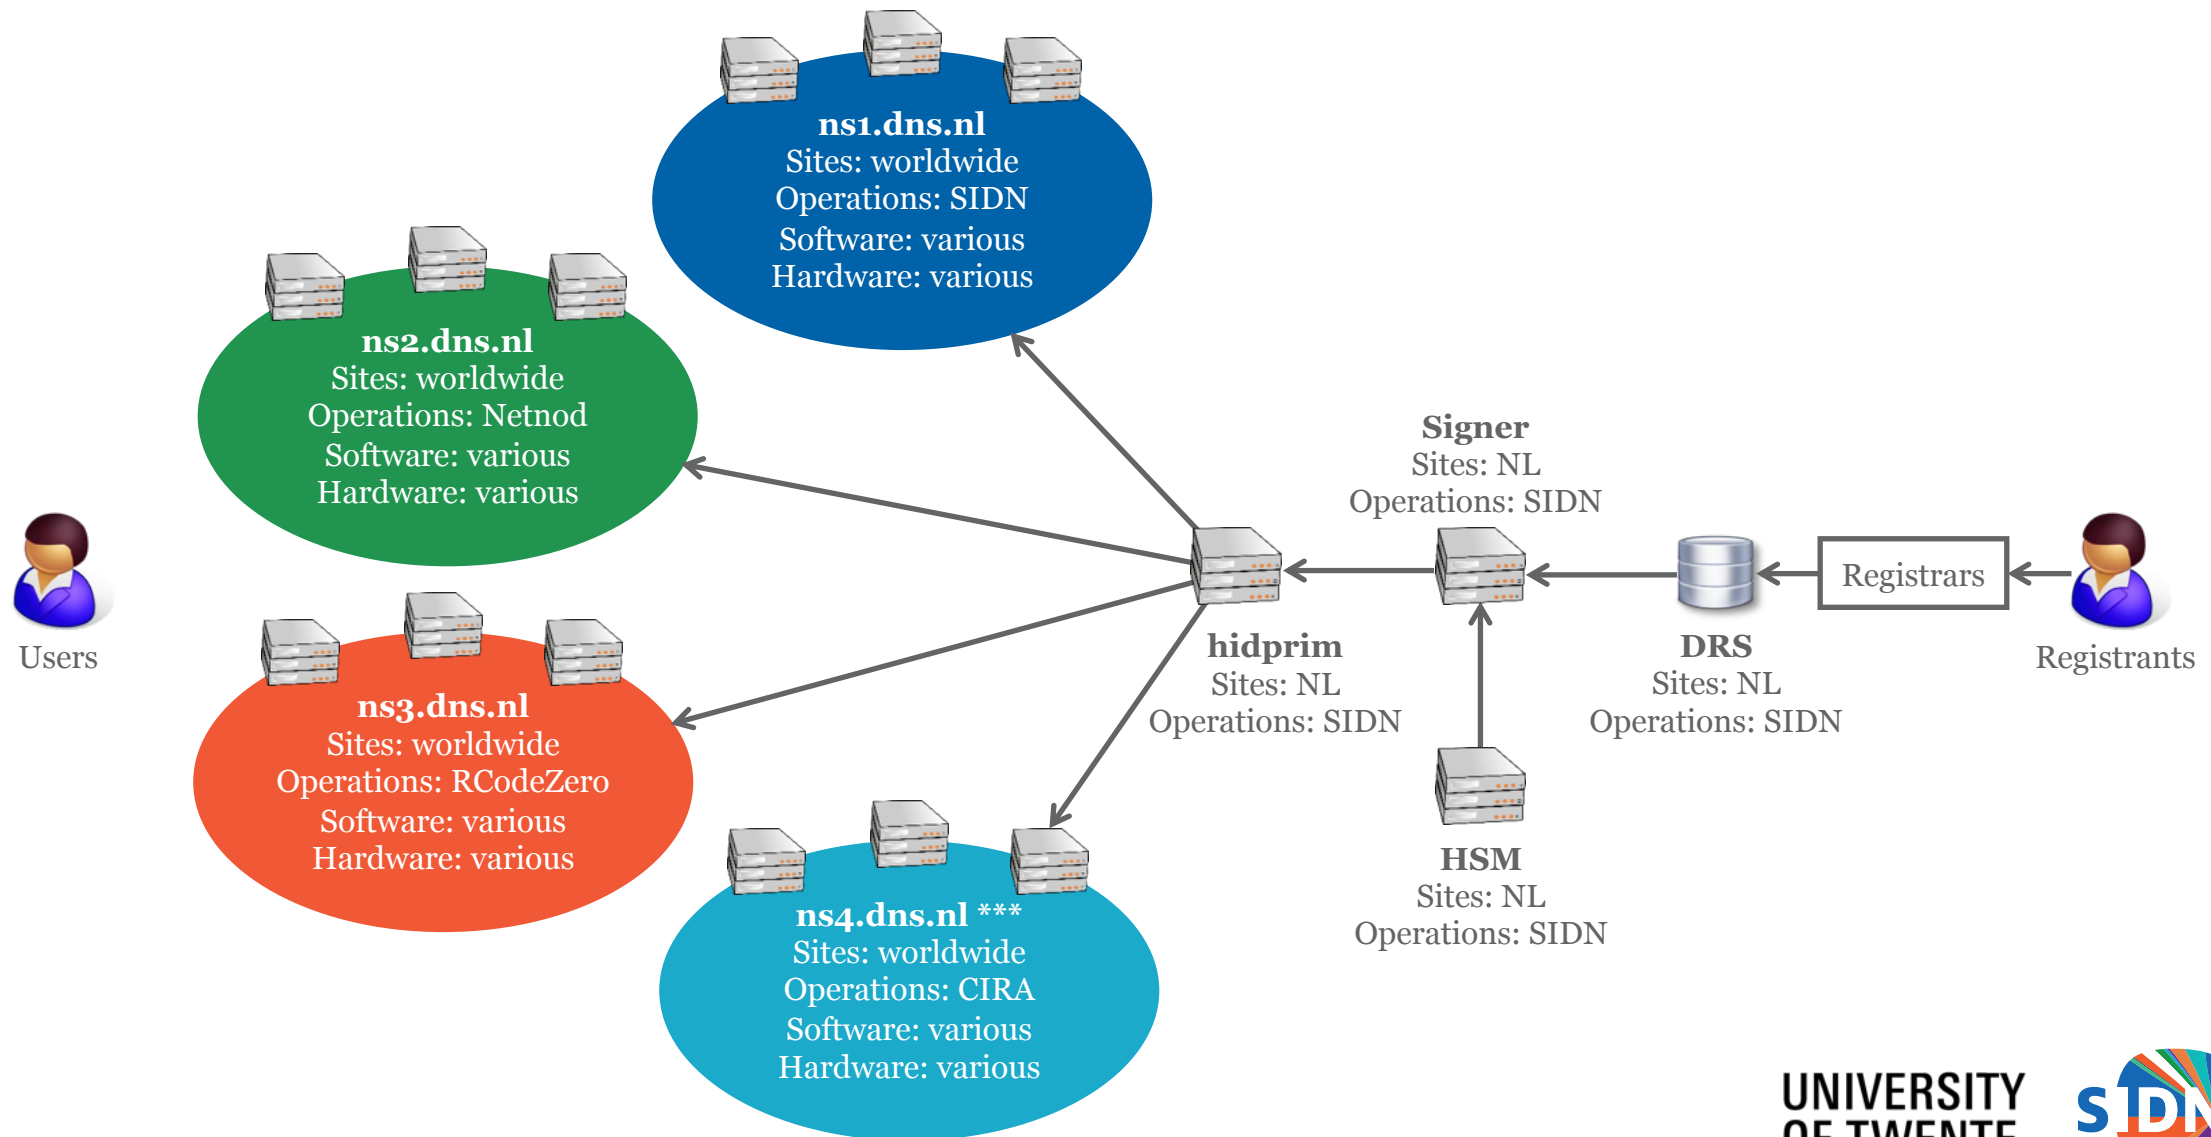 ns1.dns.nl
Sites: worldwide
Operations: SIDN
Software: various
Hardware: various
ns2.dns.nl
Sites: worldwide
Operations: Netnod
Software: various
Hardware: various
Users
ns3.dns.nl
Sites: worldwide
Operations: RCodeZero
Software: various
Hardware: various
ns4.dns.nl ***
Sites: worldwide
Operations: CIRA
Software: various
Hardware: various
hidprim
Sites: NL
Operations: SIDN
Signer
Sites: NL
Operations: SIDN
HSM
Sites: NL
Operations: SIDN
DRS
Sites: NL
Operations: SIDN
Registrars
Registrants
UNIVERSITY
OF TWENTE
SIDN